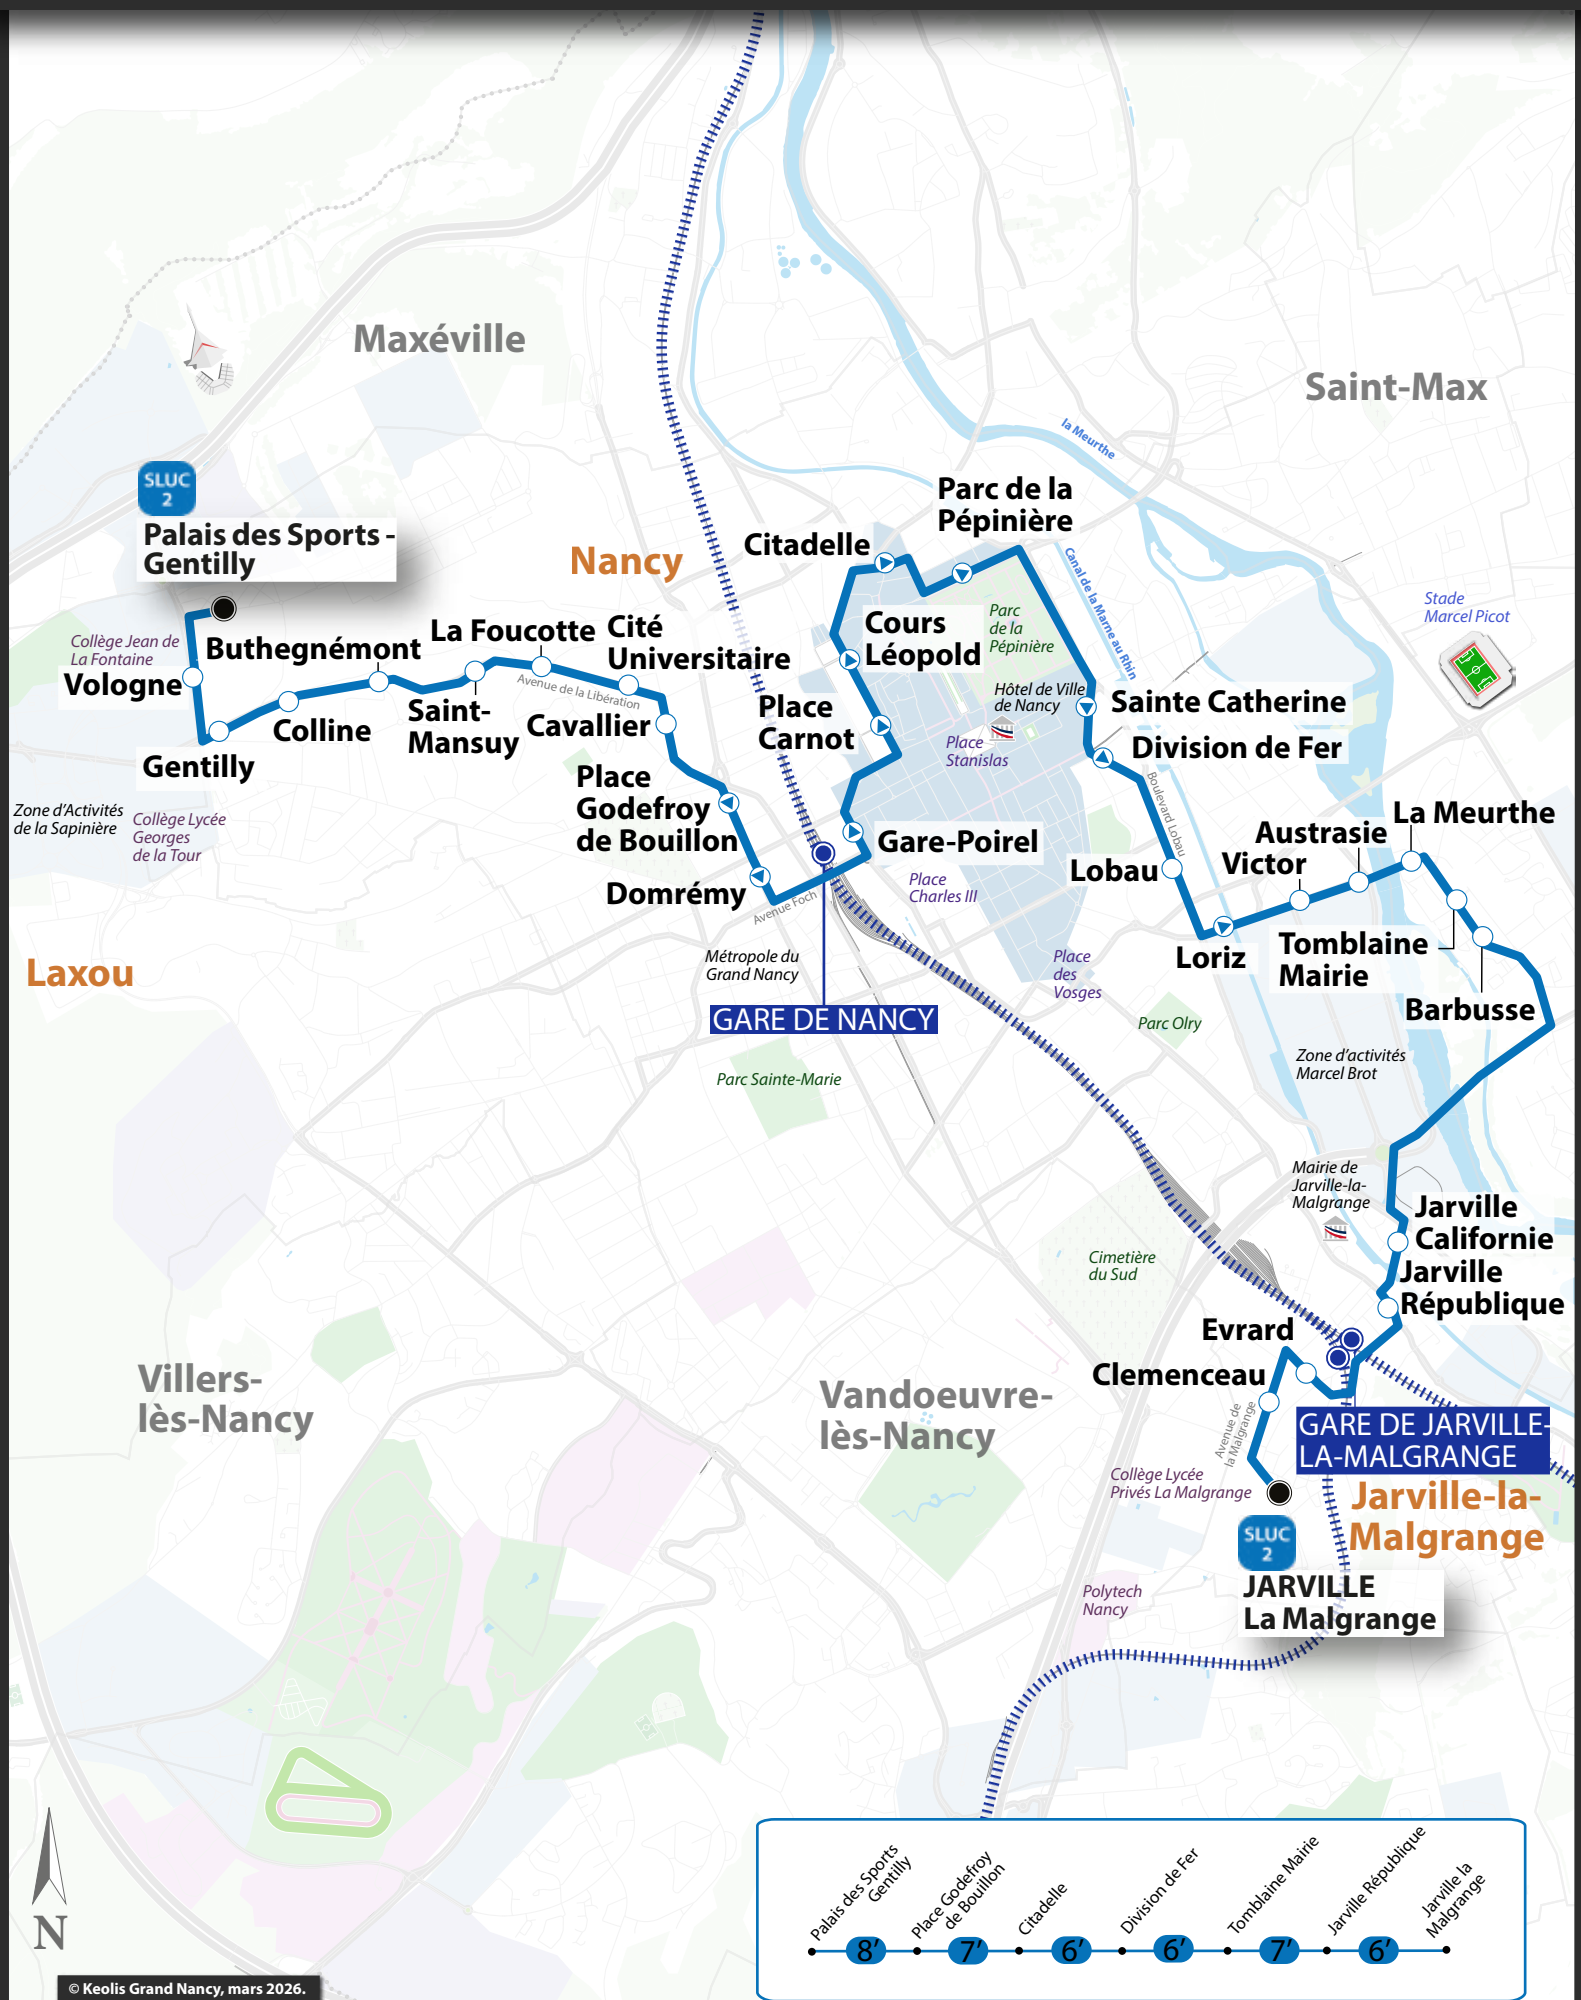 Maxéville
Saint-Max
la Meurthe
SLUC
2
Palais des Sports -
Gentilly
Nancy
Citadelle
Parc de la
Pépinière
Canal de la Marne au Rhin
Stade
Marcel Picot
Collège Jean de
La Fontaine
Vologne
Buthegnémont
La Foucotte
Cité
Universitaire
Avenue de la Libération
Cours
Léopold
Parc
de la
Pépinière
Hôtel de Ville
de Nancy
Sainte Catherine
Division de Fer
Place
Stanislas
Place
Carnot
Gentilly
Colline
Saint-
Mansuy
Cavallier
Place
Godefroy
de Bouillon
Zone d'Activités
de la Sapinière
Collège Lycée
Georges
de la Tour
Boulevard Lobau
La Meurthe
Austrasie
Victor
Lobau
Gare-Poirel
Place
Charles III
Domrémy
Avenue Foch
Métropole du
Grand Nancy
GARE DE NANCY
Place
des
Vosges
Loriz
Tomblaine
Mairie
Barbusse
Laxou
Parc Olry
Zone d'activités
Marcel Brot
Parc Sainte-Marie
Mairie de
Jarville-la-
Malgrange
Jarville
Californie
Jarville
République
Cimetière
du Sud
Evrard
Clemenceau
Avenue de
la Malgrange
Villers-
lès-Nancy
Vandoeuvre-
lès-Nancy
GARE DE JARVILLE-
LA-MALGRANGE
Collège Lycée
Privés La Malgrange
Jarville-la-
Malgrange
SLUC
2
JARVILLE
La Malgrange
Polytech
Nancy
N
Palais des Sports
Gentilly
Place Godefroy
de Bouillon
Citadelle
Division de Fer
Tomblaine Mairie
Jarville République
Jarville la
Malgrange
8' 7' 6' 6' 7' 6'
© Keolis Grand Nancy, mars 2026.